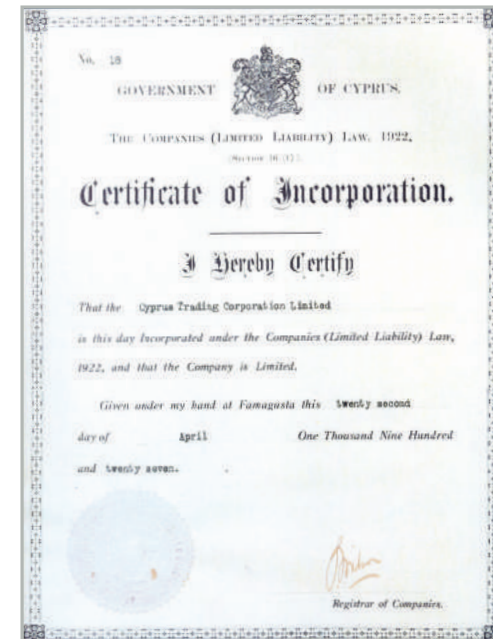 No. 18
GOVERNMENT OF CYPRUS.
THE COMPANIES (LIMITED LIABILITY) LAW, 1922.
(Section 16 (1)).
Certificate of Incorporation.
I Hereby Certify
That the Cyprus Trading Corporation Limited
is this day Incorporated under the Companies (Limited Liability) Law,
1922, and that the Company is Limited.
Given under my hand at Famagusta this twenty second
day of April One Thousand Nine Hundred
and twenty seven.
Registrar of Companies.